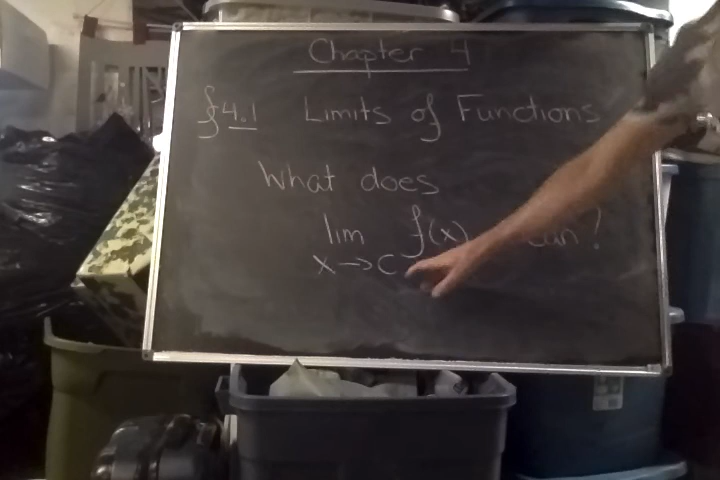 Chapter 4
§4.1 Limits of Functions
What does
lim f(x) ?
x→c